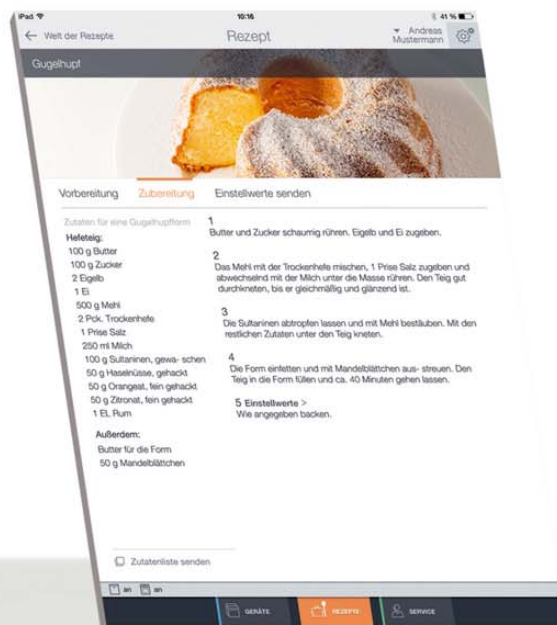 iPad
10:16
41 %
Welt der Rezepte
Rezept
Andreas
Mustermann
Gugelhupf
Vorbereitung
Zubereitung
Einstellwerte senden
Zutaten für eine Gugelhupfform
Hefeteig:
100 g Butter
100 g Zucker
2 Eigelb
1 Ei
500 g Mehl
2 Pck. Trockenhefe
1 Prise Salz
250 ml Milch
100 g Sultaninen, gewa- schen
50 g Haselnüsse, gehackt
50 g Orangeat, fein gehackt
50 g Zitronat, fein gehackt
1 EL Rum
Außerdem:
Butter für die Form
50 g Mandelblättchen
1
Butter und Zucker schaumig rühren. Eigelb und Ei zugeben.
2
Das Mehl mit der Trockenhefe mischen, 1 Prise Salz zugeben und
abwechselnd mit der Milch unter die Masse rühren. Den Teig gut
durchkneten, bis er gleichmäßig und glänzend ist.
3
Die Sultaninen abtropfen lassen und mit Mehl bestäuben. Mit den
restlichen Zutaten unter den Teig kneten.
4
Die Form einfetten und mit Mandelblättchen aus- streuen. Den
Teig in die Form füllen und ca. 40 Minuten gehen lassen.
5 Einstellwerte >
Wie angegeben backen.
Zutatenliste senden
an
an
GERÄTE
REZEPTE
SERVICE